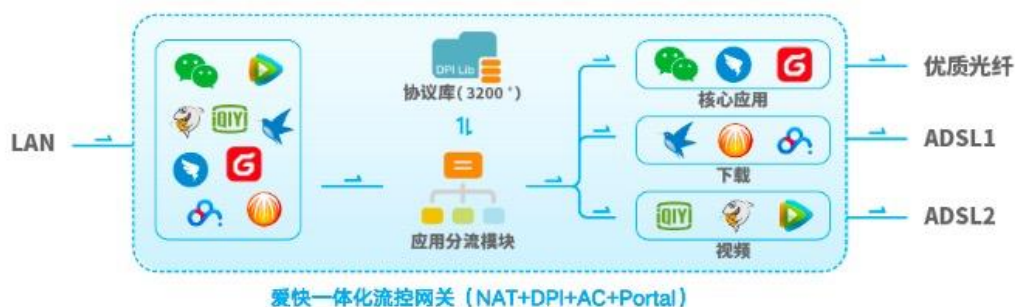 LAN
DPI Lib
协议库(3200⁺)
应用分流模块
QIY
核心应用
下载
QIY
视频
优质光纤
ADSL1
ADSL2
爱快一体化流控网关（NAT+DPI+AC+Portal）